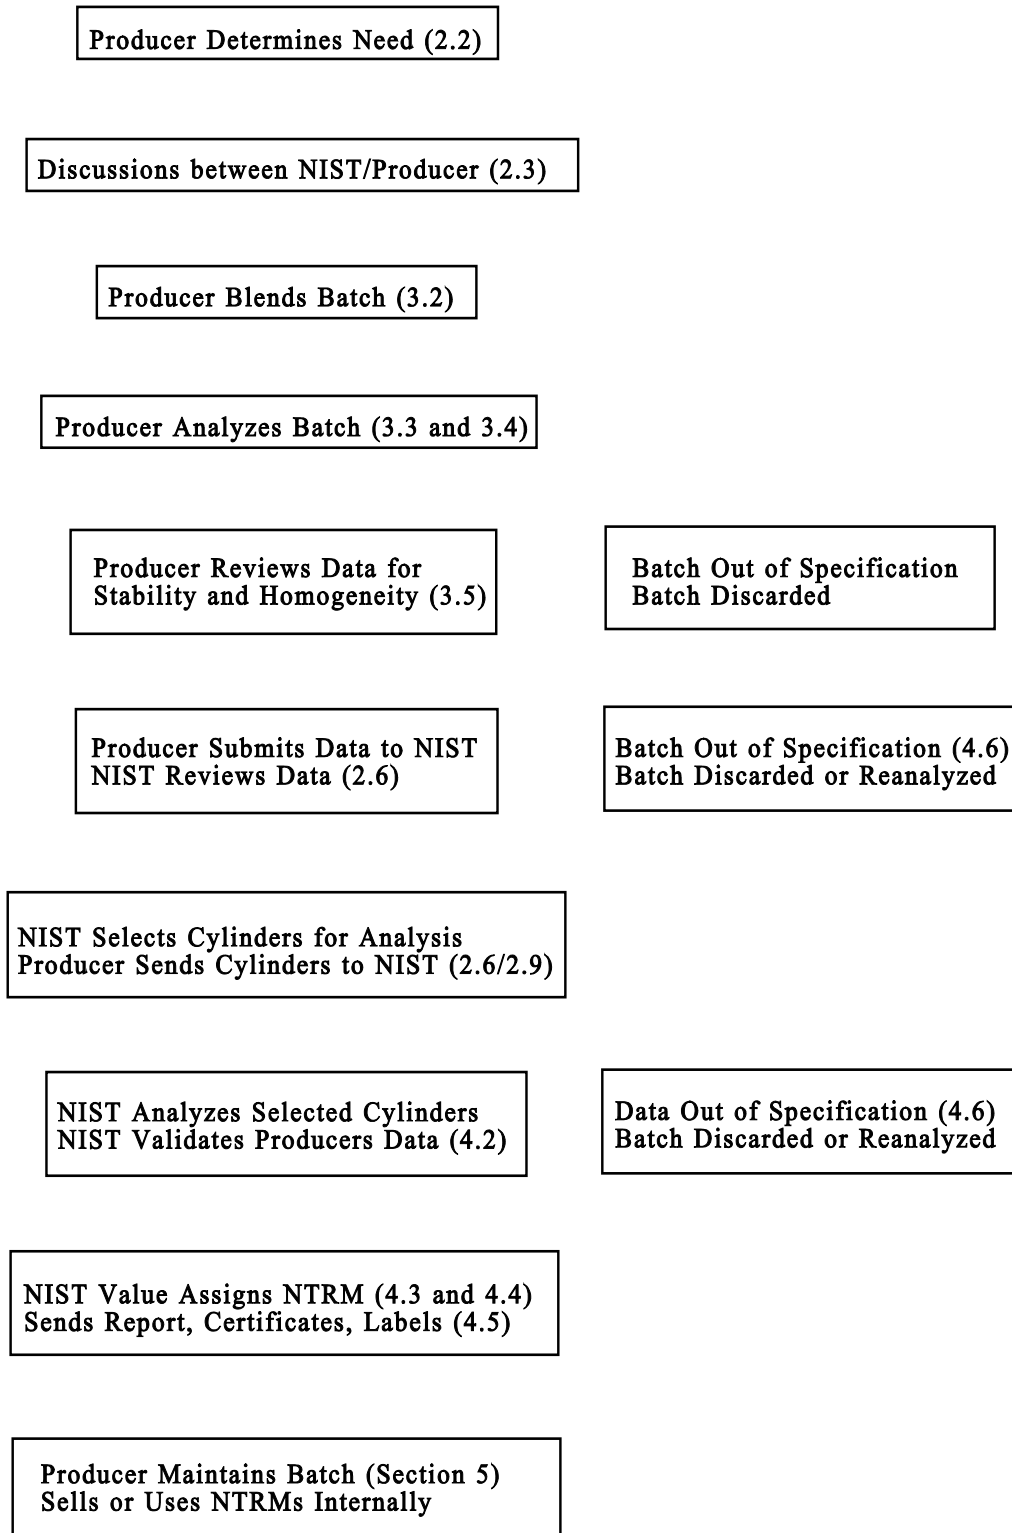 Producer Determines Need (2.2)
Discussions between NIST/Producer (2.3)
Producer Blends Batch (3.2)
Producer Analyzes Batch (3.3 and 3.4)
Producer Reviews Data for
Stability and Homogeneity (3.5)
Batch Out of Specification
Batch Discarded
Producer Submits Data to NIST
NIST Reviews Data (2.6)
Batch Out of Specification (4.6)
Batch Discarded or Reanalyzed
NIST Selects Cylinders for Analysis
Producer Sends Cylinders to NIST (2.6/2.9)
NIST Analyzes Selected Cylinders
NIST Validates Producers Data (4.2)
Data Out of Specification (4.6)
Batch Discarded or Reanalyzed
NIST Value Assigns NTRM (4.3 and 4.4)
Sends Report, Certificates, Labels (4.5)
Producer Maintains Batch (Section 5)
Sells or Uses NTRMs Internally